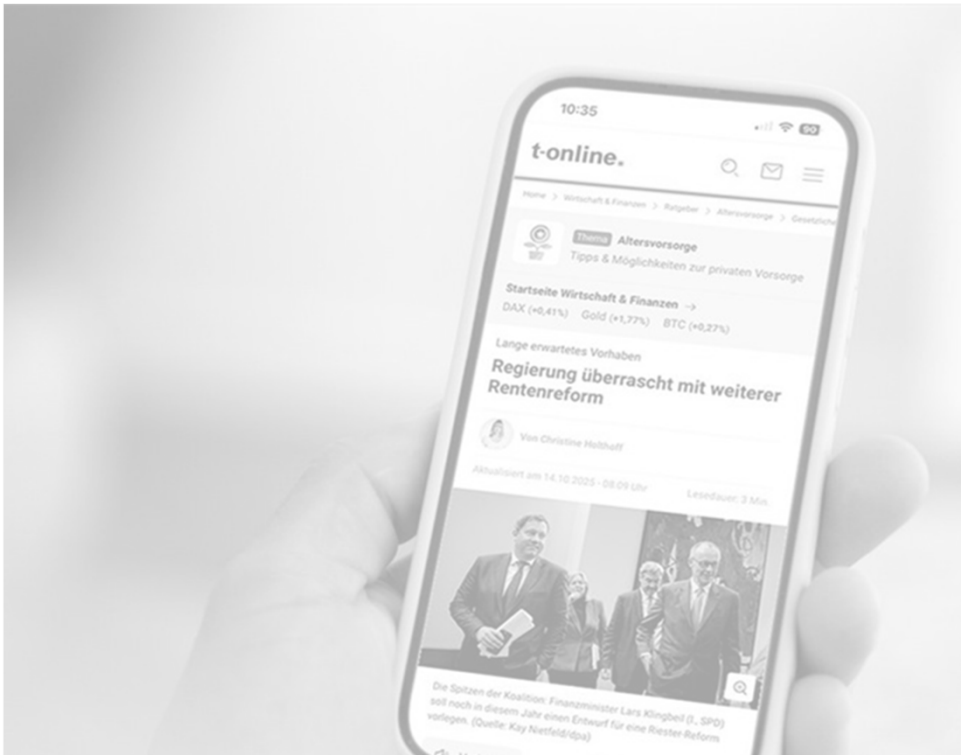 10:35
90
t-online.
Home > Wirtschaft & Finanzen > Ratgeber > Altersvorsorge > Gesetzliche
Thema Altersvorsorge
Tipps & Möglichkeiten zur privaten Vorsorge
Startseite Wirtschaft & Finanzen →
DAX (+0,41%) Gold (+1,77%) BTC (+0,27%)
Lange erwartetes Vorhaben
Regierung überrascht mit weiterer
Rentenreform
Von Christine Holthoff
Aktualisiert am 14.10.2025 - 08:09 Uhr Lesedauer: 3 Min.
Die Spitzen der Koalition: Finanzminister Lars Klingbeil (l., SPD)
soll noch in diesem Jahr einen Entwurf für eine Riester-Reform
vorlegen. (Quelle: Kay Nietfeld/dpa)